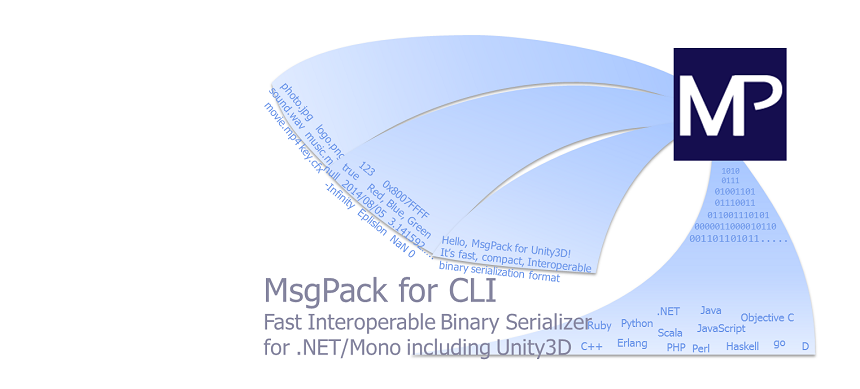 MP
photo.jpg logo.png
sound.wav music.m
movie.mp4 key.cfx
123 0x8007FFFF
true Red, Blue, Green
null 2014/08/05 3.141592....
-Infinity Eplision NaN 0
Hello, MsgPack for Unity3D!
It's fast, compact, Interoperable
binary serialization format
1010
0111
01001101
01110011
011001110101
0000011000010110
001101101011.....
MsgPack for CLI
Fast Interoperable Binary Serializer
for .NET/Mono including Unity3D
.NET Java Objective C
Ruby Python Scala JavaScript
C++ Erlang PHP Perl Haskell go D